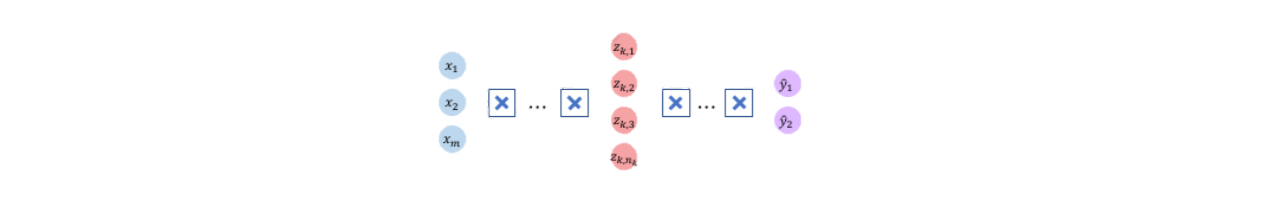 x₁
x₂
xₘ
...
z_{k,1}
z_{k,2}
z_{k,3}
z_{k,n_k}
...
ŷ₁
ŷ₂